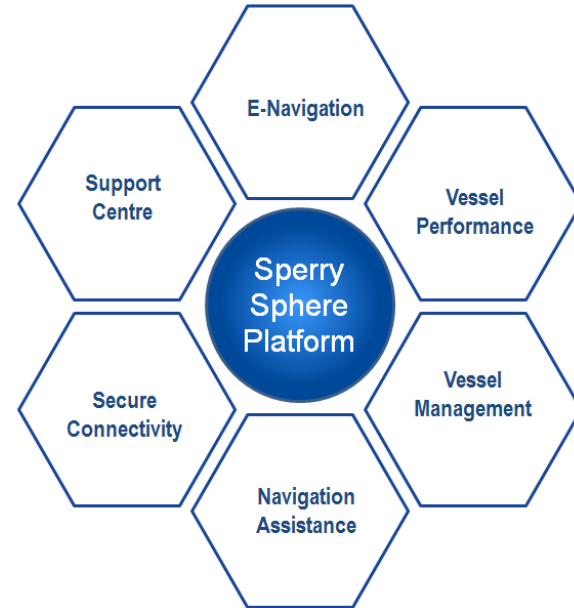 E-Navigation
Support
Centre
Vessel
Performance
Sperry
Sphere
Platform
Secure
Connectivity
Vessel
Management
Navigation
Assistance